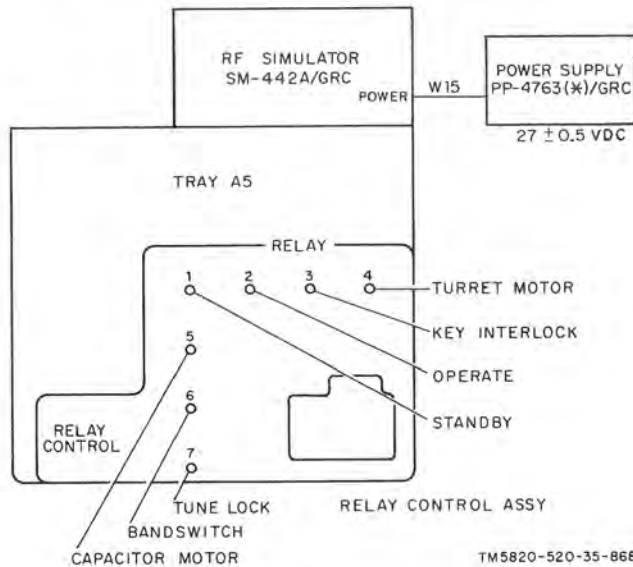 RF SIMULATOR
SM-442A/GRC
POWER
W15
POWER SUPPLY
PP-4763(*)/GRC
27 ± 0.5 VDC
TRAY A5
RELAY
1
2
3
4
TURRET MOTOR
KEY INTERLOCK
OPERATE
STANDBY
5
6
7
RELAY
CONTROL
TUNE LOCK
RELAY CONTROL ASSY
BANDSWITCH
CAPACITOR MOTOR
TM5820-520-35-868